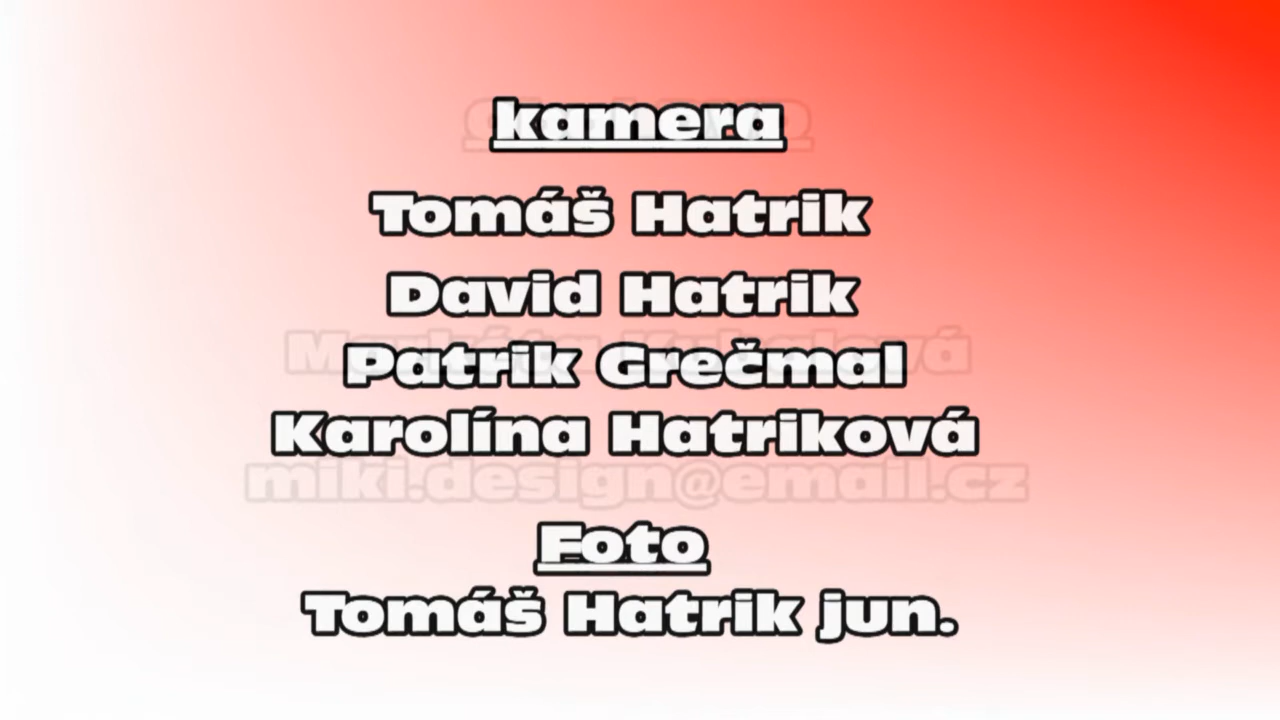 kamera
Tomáš Hatrik
David Hatrik
Patrik Grečmal
Karolína Hatriková
miki.design@email.cz
Foto
Tomáš Hatrik jun.